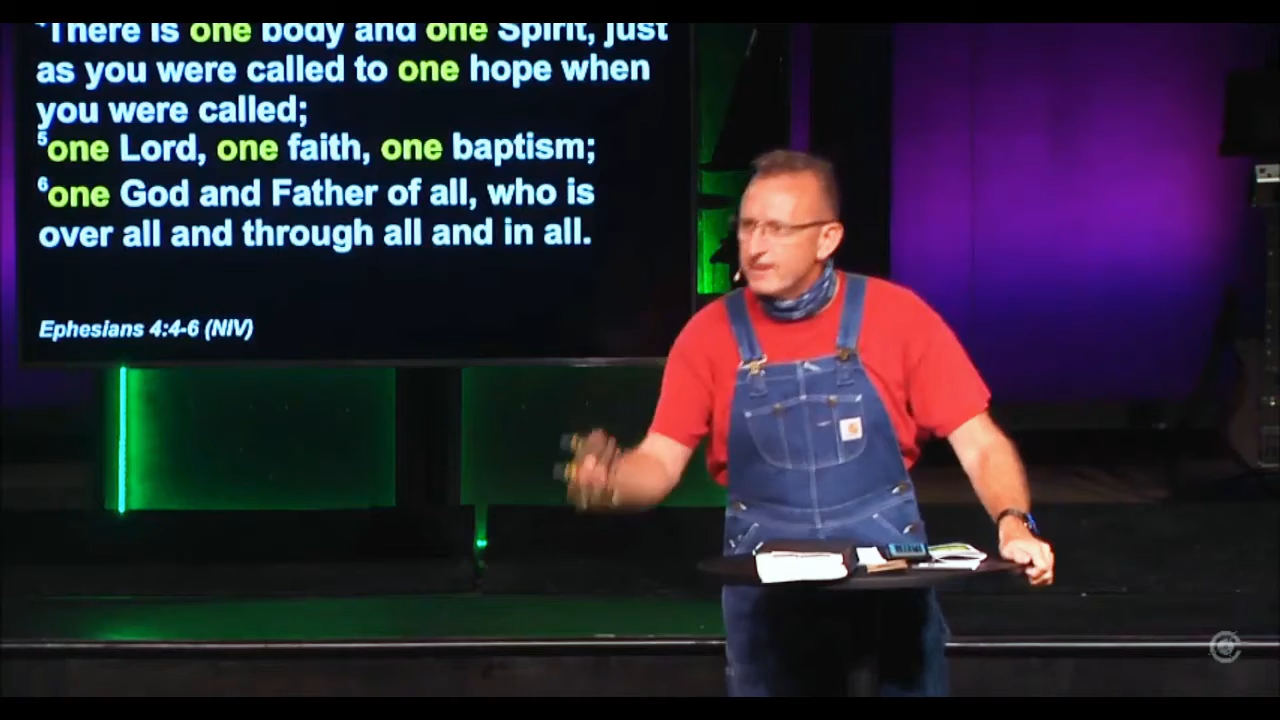 ⁴There is one body and one Spirit, just
as you were called to one hope when
you were called;
⁵one Lord, one faith, one baptism;
⁶one God and Father of all, who is
over all and through all and in all.
Ephesians 4:4-6 (NIV)